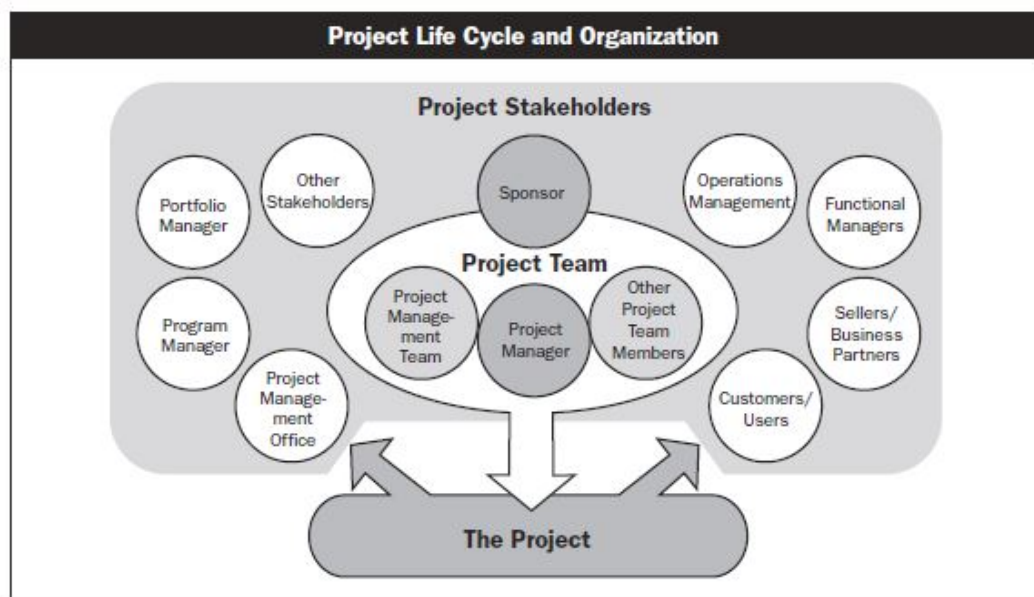 Project Life Cycle and Organization
Project Stakeholders
Portfolio
Manager
Other
Stakeholders
Sponsor
Operations
Management
Functional
Managers
Project Team
Program
Manager
Project
Manage-
ment
Team
Project
Manager
Other
Project
Team
Members
Sellers/
Business
Partners
Project
Manage-
ment
Office
Customers/
Users
The Project